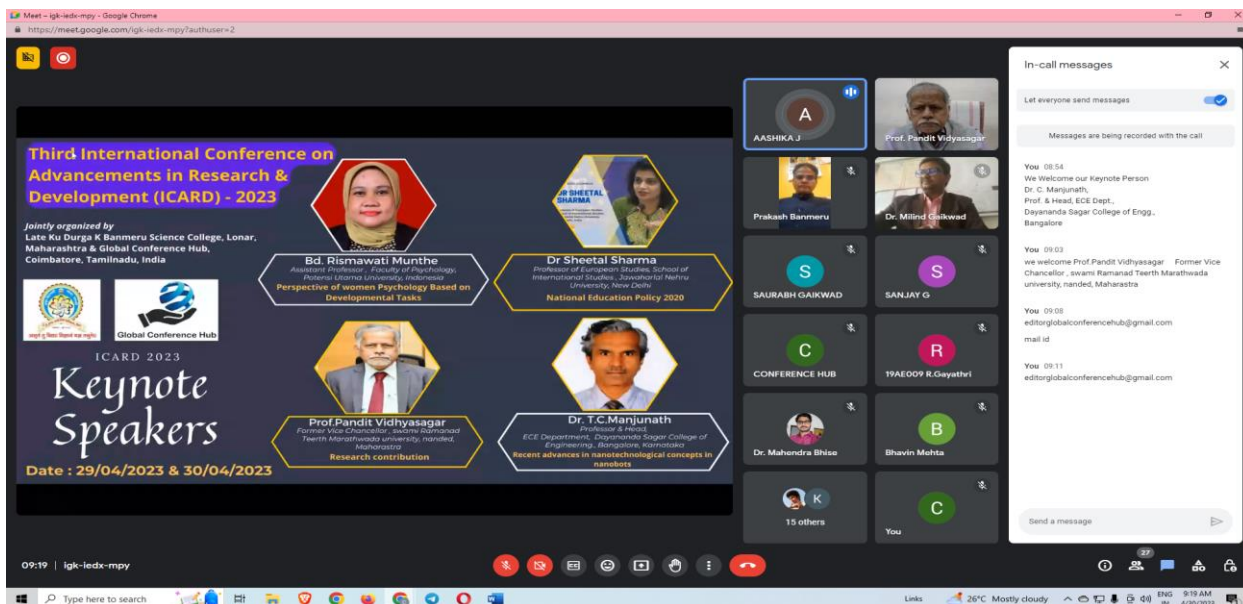 Meet – igk-iedx-mpy - Google Chrome
https://meet.google.com/igk-iedx-mpy?authuser=2
Third International Conference on
Advancements in Research &
Development (ICARD) - 2023
Jointly organized by
Late Ku Durga K Banmeru Science College, Lonar,
Maharashtra & Global Conference Hub,
Coimbatore, Tamilnadu, India
Global Conference Hub
ICARD 2023
Keynote
Speakers
Date : 29/04/2023 & 30/04/2023
Bd. Rismawati Munthe
Assistant Professor , Faculty of Psychology,
Potensi Utama University, Indonesia
Perspective of women Psychology Based on
Developmental Tasks
DR SHEETAL
SHARMA
Dr Sheetal Sharma
Professor of European Studies, School of
International Studies , Jawaharlal Nehru
University, New Delhi
National Education Policy 2020
Prof.Pandit Vidhyasagar
Former Vice Chancellor , swami Ramanad
Teerth Marathwada university, nanded,
Maharastra
Research contribution
Dr. T.C.Manjunath
Professor & Head,
ECE Department, Dayananda Sagar College of
Engineering., Bangalore, Karnotaka
Recent advances in nanotechnological concepts in
nanobots
A
AASHIKA J
Prof. Pandit Vidyasagar
Prakash Banmeru
Dr. Milind Gaikwad
S
SAURABH GAIKWAD
S
SANJAY G
C
CONFERENCE HUB
R
19AE009 R.Gayathri
Dr. Mahendra Bhise
B
Bhavin Mehta
K
15 others
C
You
In-call messages
Let everyone send messages
Messages are being recorded with the call
You 08:54
We Welcome our Keynote Person
Dr. C. Manjunath,
Prof. & Head, ECE Dept.,
Dayananda Sagar College of Engg.,
Bangalore
You 09:03
we welcome Prof.Pandit Vidhyasagar Former Vice
Chancellor , swami Ramanad Teerth Marathwada
university, nanded, Maharastra
You 09:08
editorglobalconferencehub@gmail.com
mail id
You 09:11
editorglobalconferencehub@gmail.com
Send a message
09:19 | igk-iedx-mpy
27
Type here to search
Links
26°C Mostly cloudy
ENG
IN
9:19 AM
4/30/2023